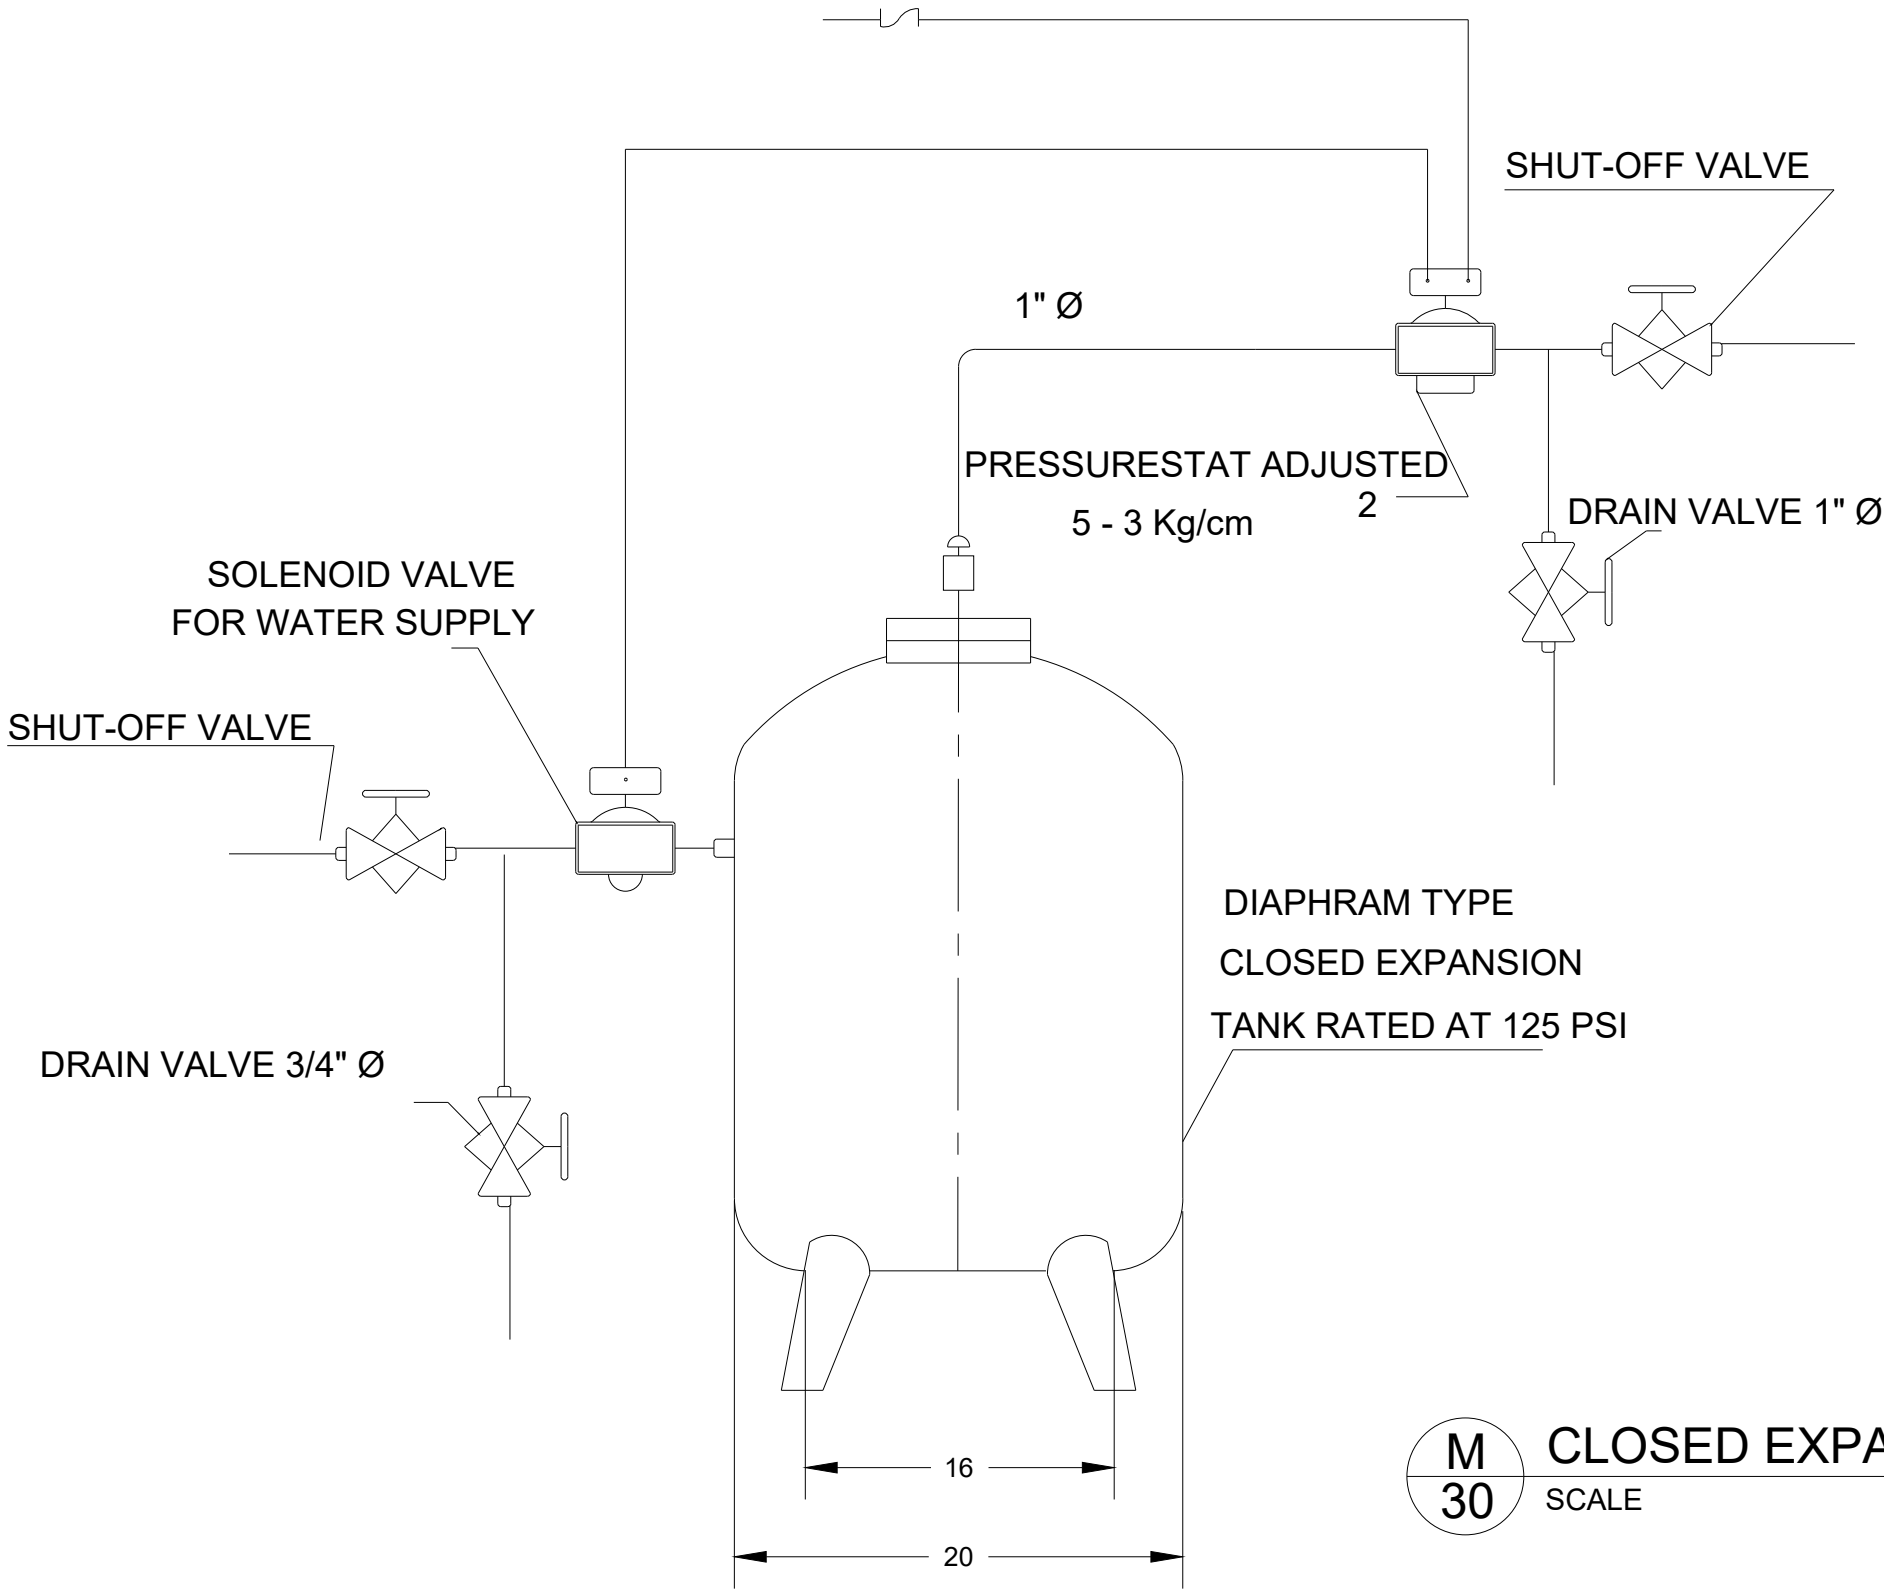 SHUT-OFF VALVE
1" Ø
PRESSURESTAT ADJUSTED
2
5 - 3 Kg/cm
DRAIN VALVE 1" Ø
SOLENOID VALVE
FOR WATER SUPPLY
SHUT-OFF VALVE
DIAPHRAM TYPE
CLOSED EXPANSION
TANK RATED AT 125 PSI
DRAIN VALVE 3/4" Ø
16
20
M
30
CLOSED EXPA
SCALE